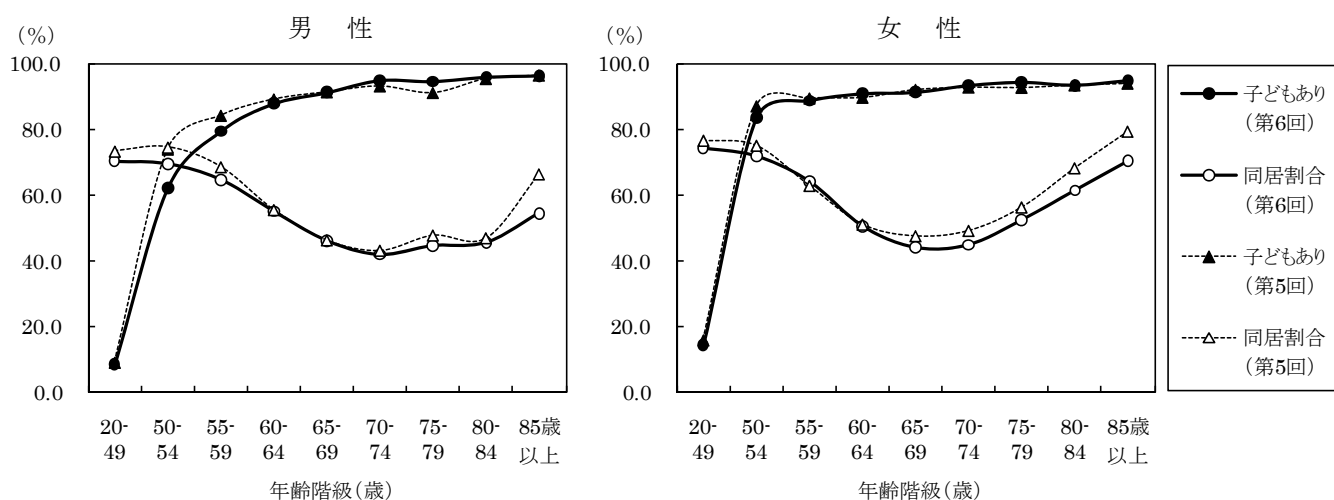 男 性
(%)
100.0
80.0
60.0
40.0
20.0
0.0
20-
49
50-
54
55-
59
60-
64
65-
69
70-
74
75-
79
80-
84
85歳
以上
年齢階級(歳)
女 性
(%)
100.0
80.0
60.0
40.0
20.0
0.0
20-
49
50-
54
55-
59
60-
64
65-
69
70-
74
75-
79
80-
84
85歳
以上
年齢階級(歳)
子どもあり
(第6回)
同居割合
(第6回)
子どもあり
(第5回)
同居割合
(第5回)